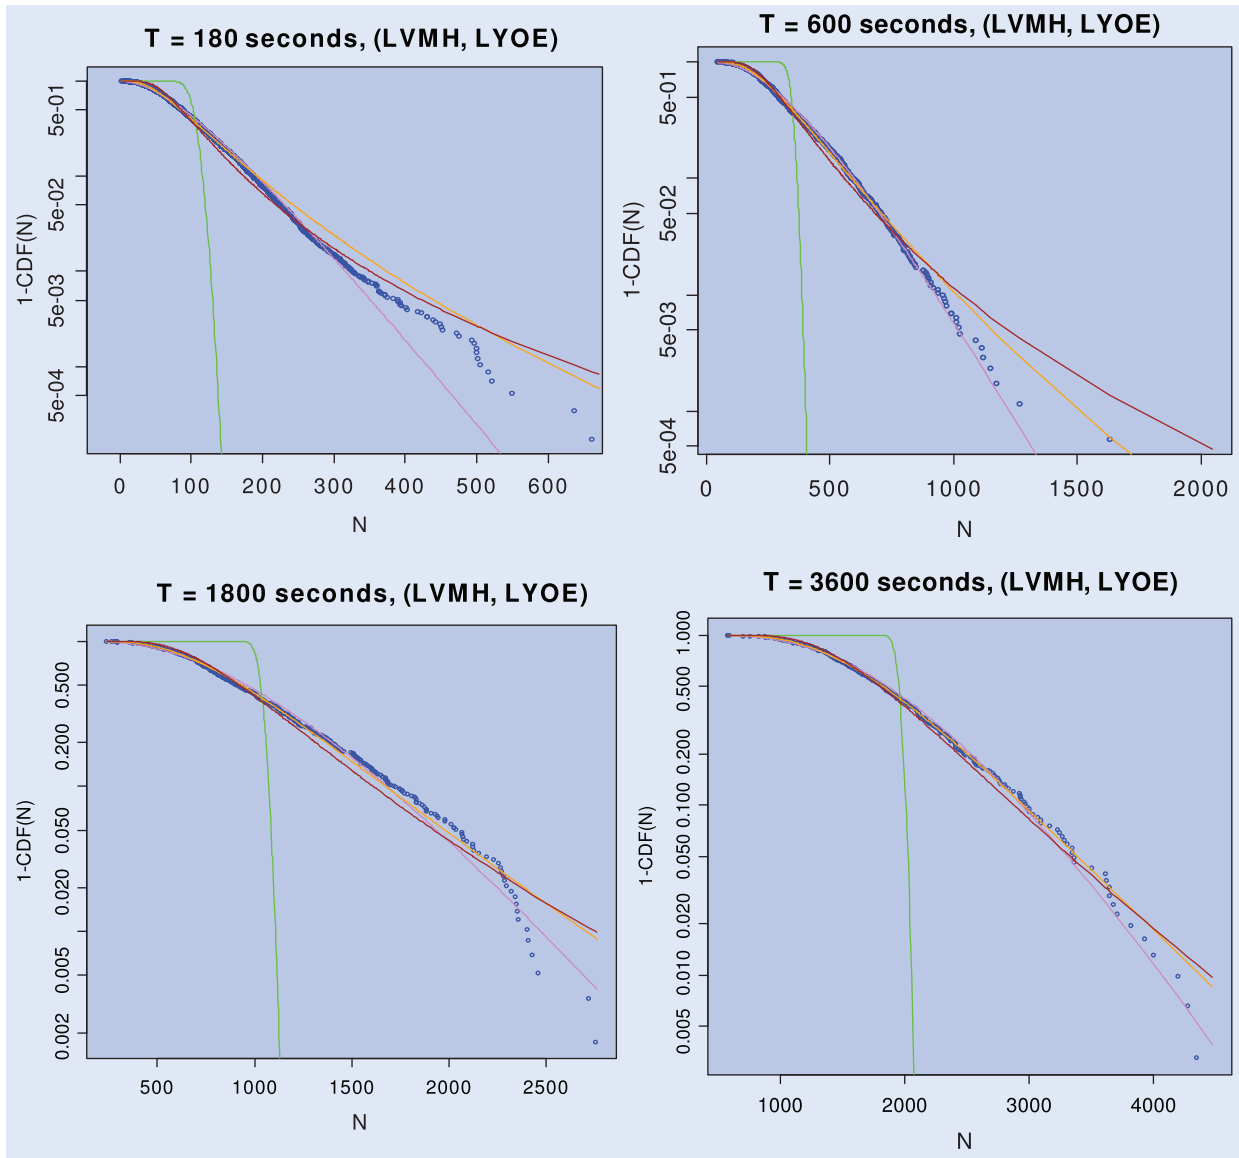 T = 180 seconds, (LVMH, LYOE)
1-CDF(N)
5e-01
5e-02
5e-03
5e-04
0 100 200 300 400 500 600
N
T = 600 seconds, (LVMH, LYOE)
1-CDF(N)
5e-01
5e-02
5e-03
5e-04
0 500 1000 1500 2000
N
T = 1800 seconds, (LVMH, LYOE)
1-CDF(N)
0.500
0.200
0.050
0.020
0.005
0.002
500 1000 1500 2000 2500
N
T = 3600 seconds, (LVMH, LYOE)
1-CDF(N)
1.000
0.500
0.200
0.100
0.050
0.020
0.010
0.005
1000 2000 3000 4000
N